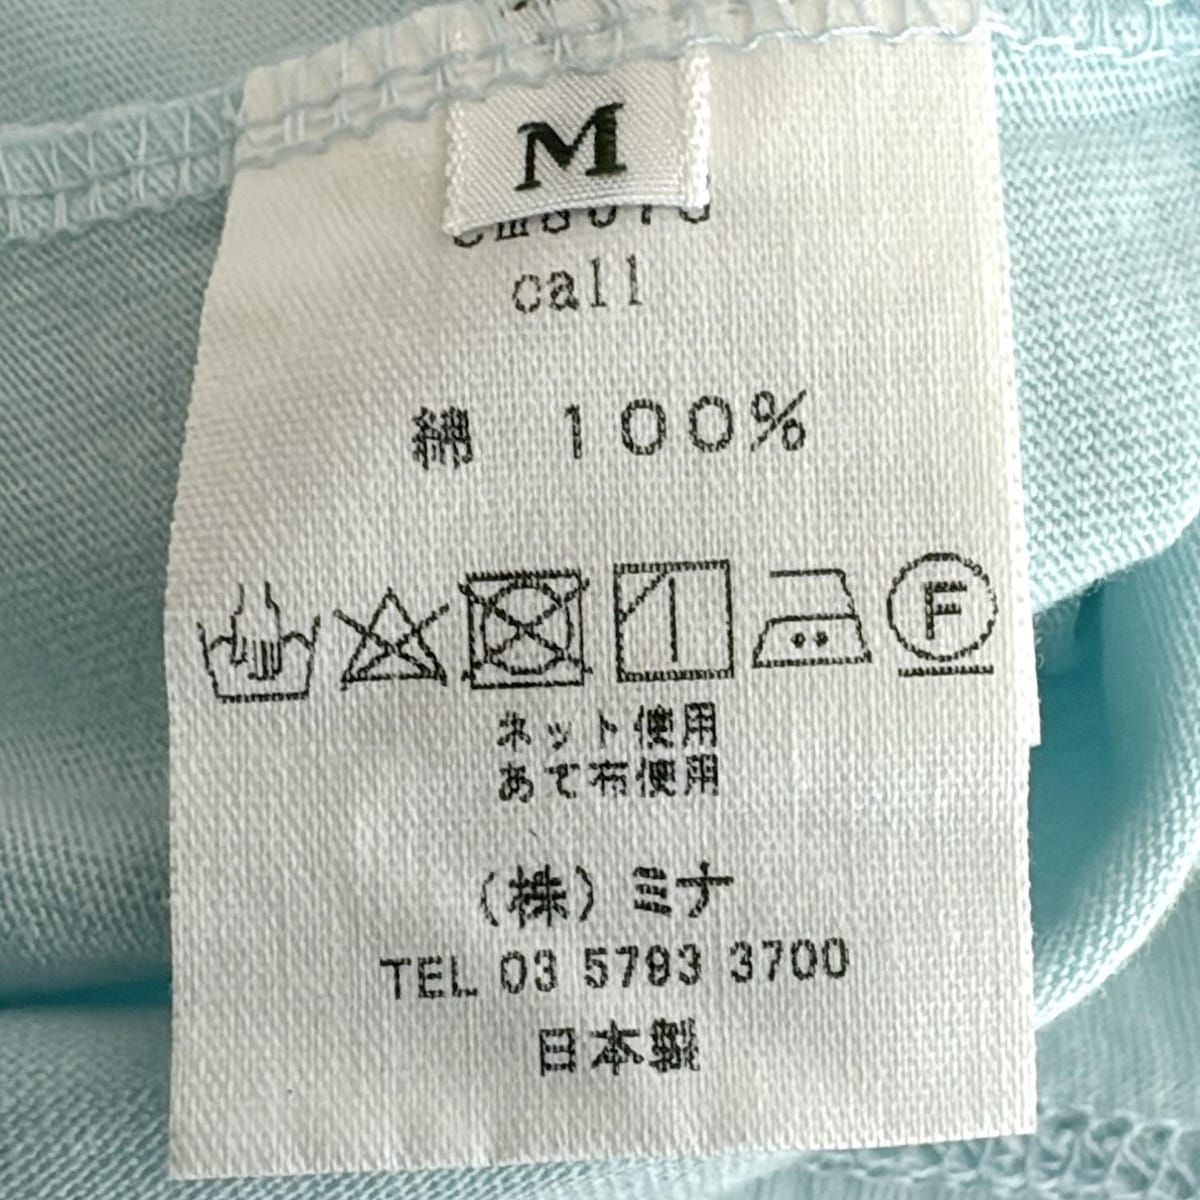 M
call
綿 100%
F
ネット使用
あて布使用
(株)ミナ
TEL 03 5793 3700
日本製